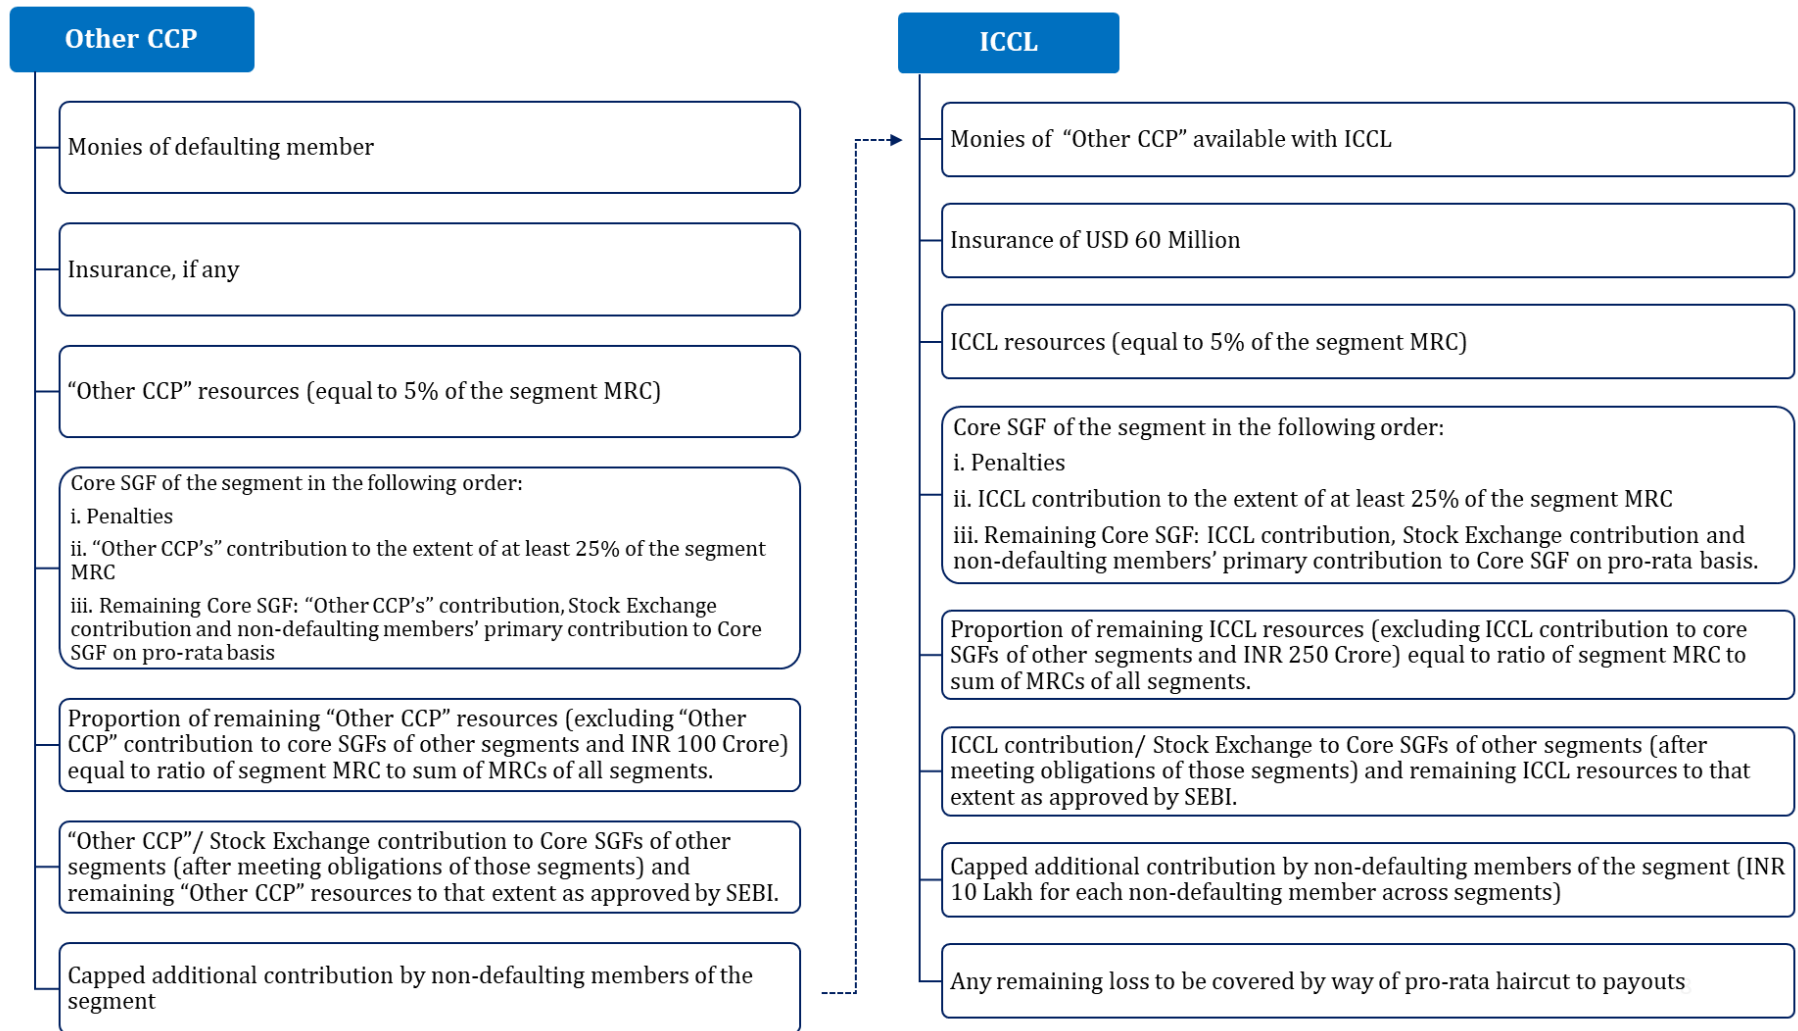 Other CCP
Monies of defaulting member
Insurance, if any
“Other CCP” resources (equal to 5% of the segment MRC)
Core SGF of the segment in the following order:
i. Penalties
ii. “Other CCP’s” contribution to the extent of at least 25% of the segment
MRC
iii. Remaining Core SGF: “Other CCP’s” contribution, Stock Exchange
contribution and non-defaulting members’ primary contribution to Core
SGF on pro-rata basis
Proportion of remaining “Other CCP” resources (excluding “Other
CCP” contribution to core SGFs of other segments and INR 100 Crore)
equal to ratio of segment MRC to sum of MRCs of all segments.
“Other CCP”/ Stock Exchange contribution to Core SGFs of other
segments (after meeting obligations of those segments) and
remaining “Other CCP” resources to that extent as approved by SEBI.
Capped additional contribution by non-defaulting members of the
segment
ICCL
Monies of “Other CCP” available with ICCL
Insurance of USD 60 Million
ICCL resources (equal to 5% of the segment MRC)
Core SGF of the segment in the following order:
i. Penalties
ii. ICCL contribution to the extent of at least 25% of the segment MRC
iii. Remaining Core SGF: ICCL contribution, Stock Exchange contribution and
non-defaulting members’ primary contribution to Core SGF on pro-rata basis.
Proportion of remaining ICCL resources (excluding ICCL contribution to core
SGFs of other segments and INR 250 Crore) equal to ratio of segment MRC to
sum of MRCs of all segments.
ICCL contribution/ Stock Exchange to Core SGFs of other segments (after
meeting obligations of those segments) and remaining ICCL resources to that
extent as approved by SEBI.
Capped additional contribution by non-defaulting members of the segment (INR
10 Lakh for each non-defaulting member across segments)
Any remaining loss to be covered by way of pro-rata haircut to payouts